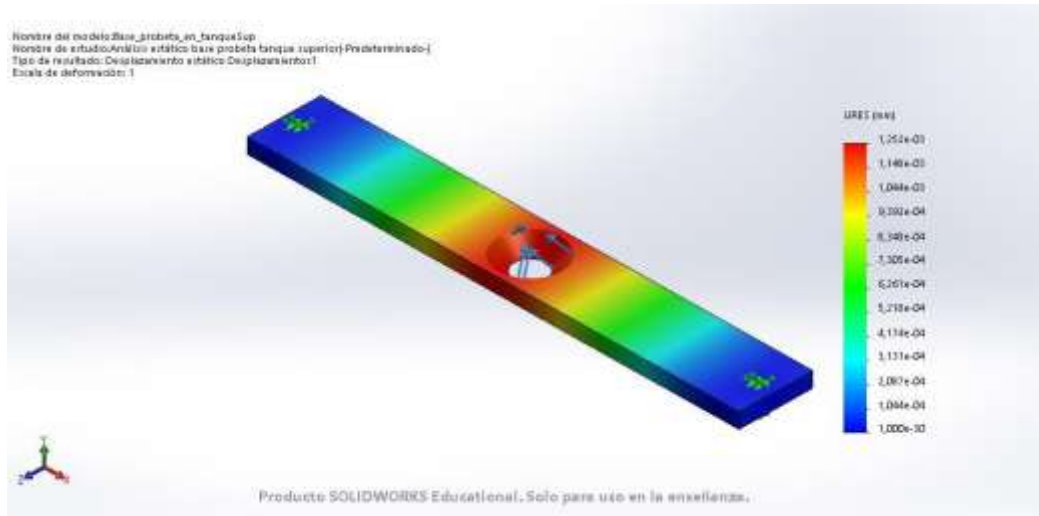 Nombre del modelo:Base_probeta_en_tanqueSup
Nombre de estudio:Análisis estático base probeta tanque superior(-Predeterminado-(
Tipo de resultado: Desplazamiento estático Desplazamientos1
Escala de deformación: 1
URES (mm)
1,252e-03
1,148e-03
1,044e-03
9,392e-04
8,348e-04
7,305e-04
6,261e-04
5,218e-04
4,174e-04
3,131e-04
2,087e-04
1,044e-04
1,000e-30
Y
Z
X
Producto SOLIDWORKS Educational. Solo para uso en la enseñanza.